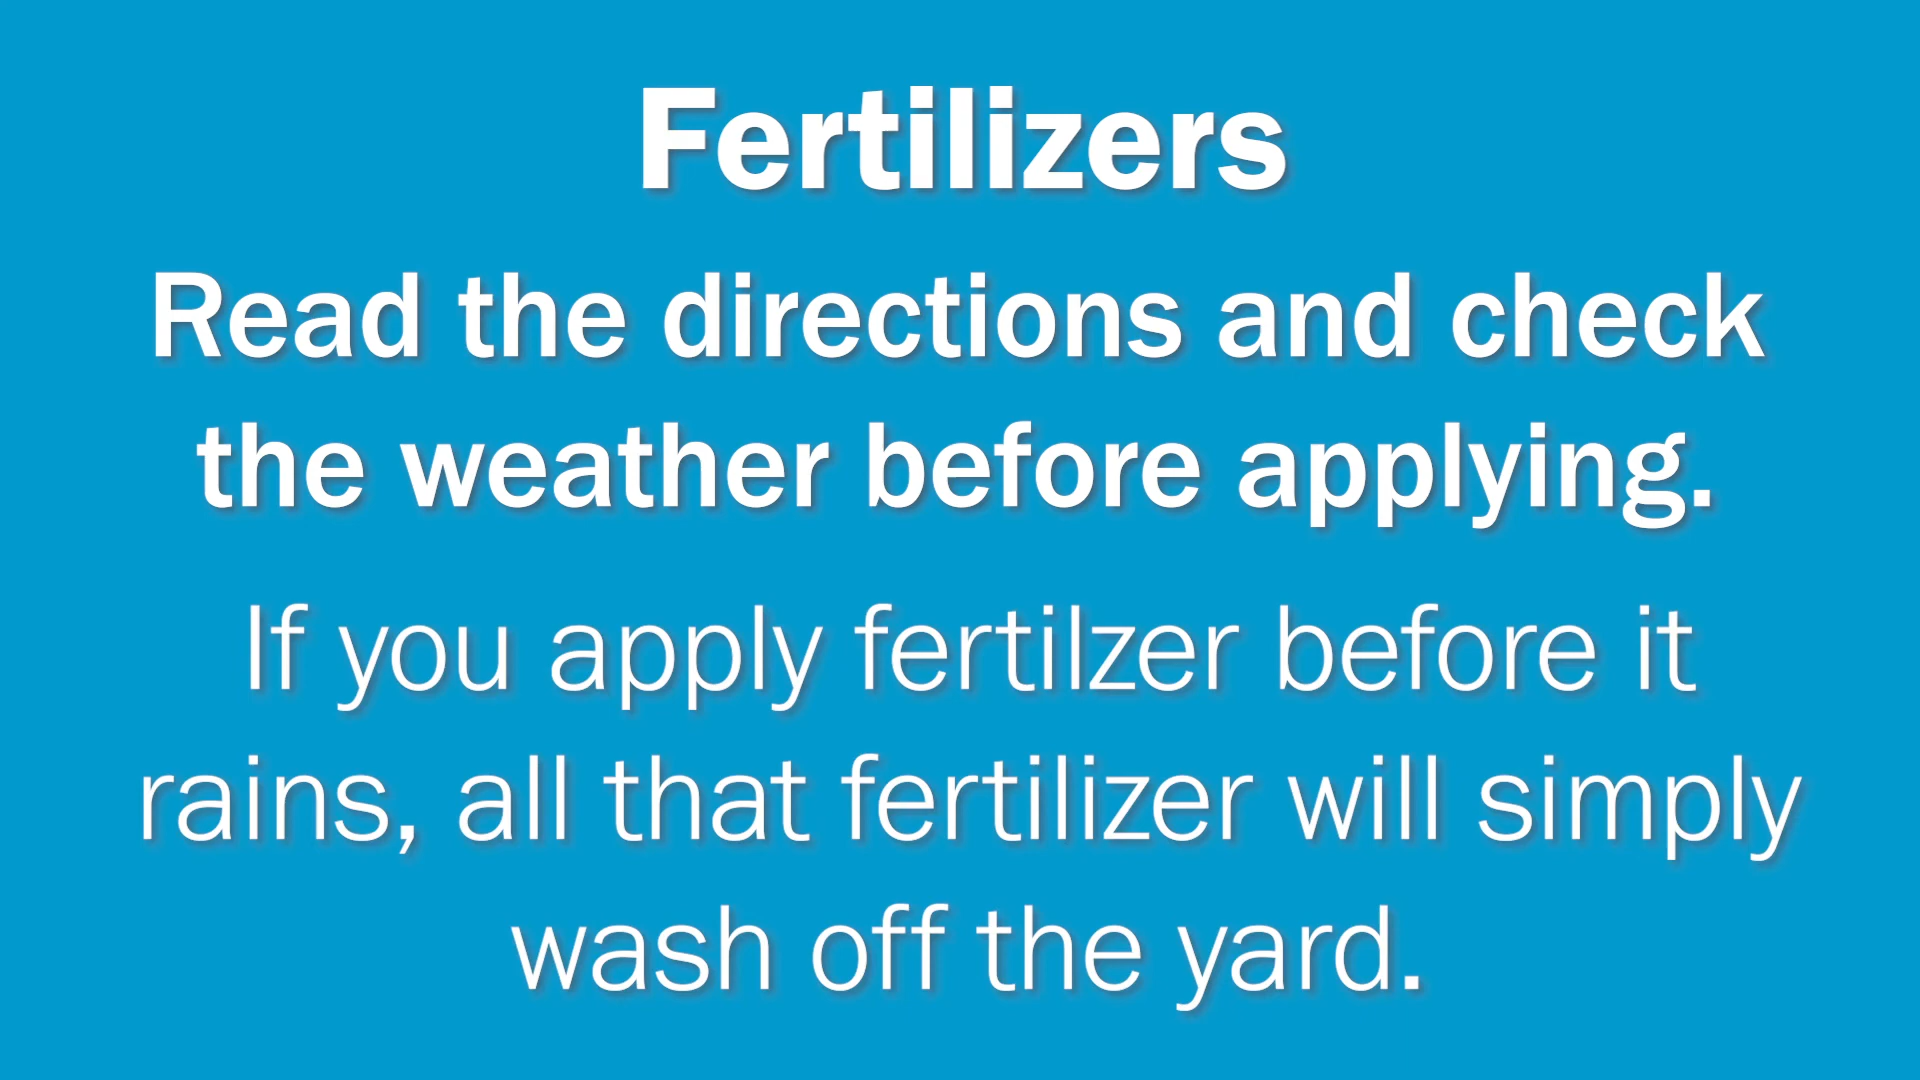 Fertilizers
Read the directions and check
the weather before applying.
If you apply fertilzer before it
rains, all that fertilizer will simply
wash off the yard.